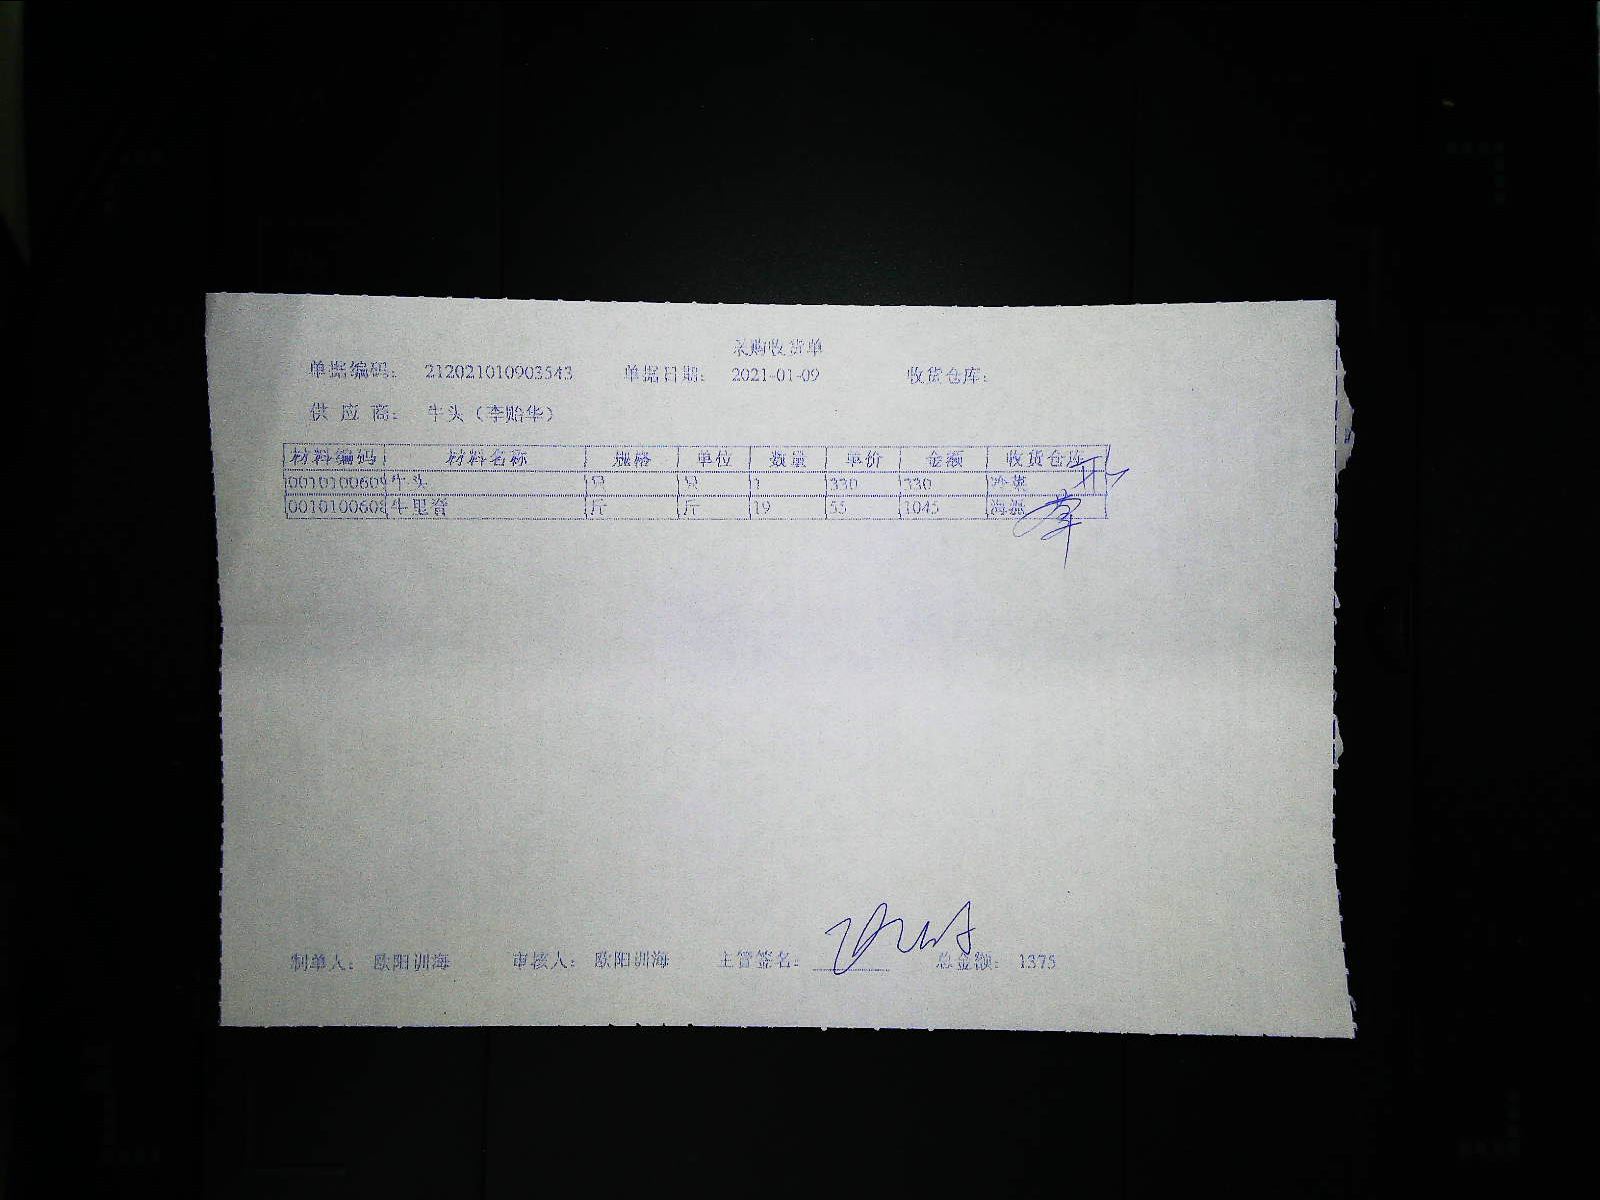 采购收货单
单据编码: 212021010903543 单据日期: 2021-01-09 收货仓库:
供应商: 牛头（李贻华）
材料编码 材料名称 规格 单位 数量 单价 金额 收货仓库
0010100609 牛头 只 只 1 330 330
0010100608 牛里脊 斤 斤 19 55 1045
制单人: 欧阳训海 审核人: 欧阳训海 主管签名: 总金额: 1375